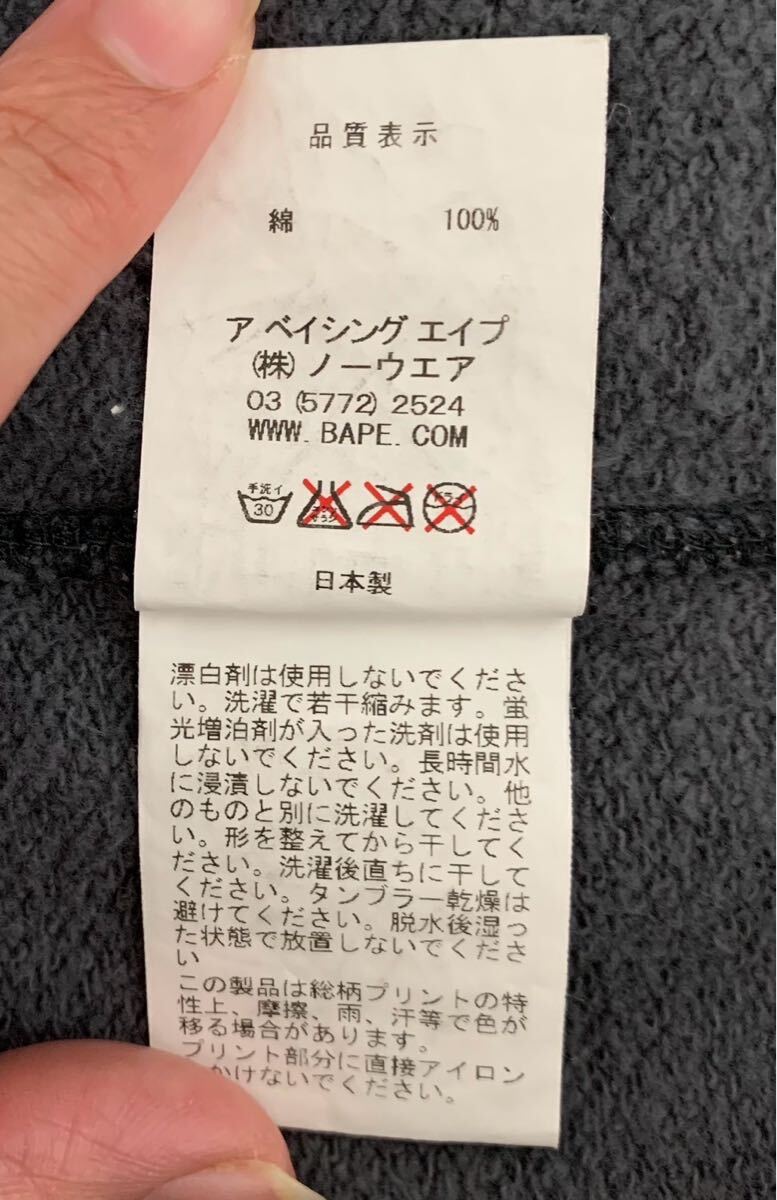 品質表示
綿 100%
ア ベイシング エイプ
(株) ノーウエア
03 (5772) 2524
WWW. BAPE. COM
手洗イ
30
日本製
漂白剤は使用しないでくださ
い。洗濯で若干縮みます。蛍
光増泊剤が入った洗剤は使用
しないでください。長時間水
に浸漬しないでください。他
のものと別に洗濯してくださ
い。形を整えてから干してく
ださい。洗濯後直ちに干して
ください。タンブラー乾燥は
避けてください。脱水後湿っ
た状態で放置しないでくださ
い
この製品は総柄プリントの特
性上、摩擦、雨、汗等で色が
移る場合があります。
プリント部分に直接アイロン
かけないでください。